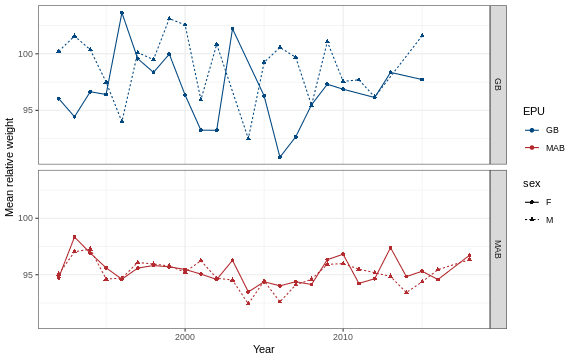 Mean relative weight
100
95
GB
100
95
MAB
2000
2010
Year
EPU
GB
MAB
sex
F
M